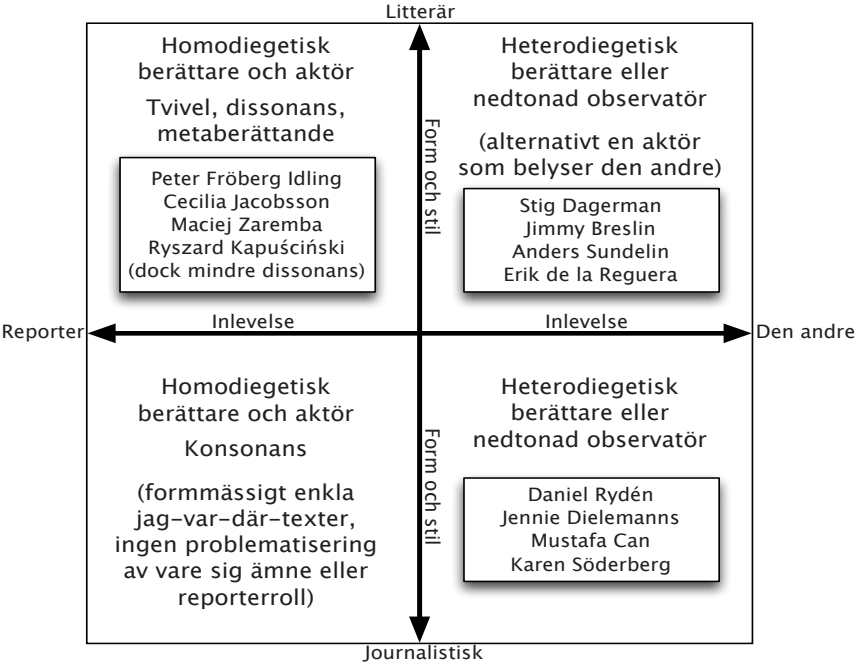 Litterär
Homodiegetisk
berättare och aktör
Tvivel, dissonans,
metaberättande
Peter Fröberg Idling
Cecilia Jacobsson
Maciej Zaremba
Ryszard Kapuściński
(dock mindre dissonans)
Form och stil
Heterodiegetisk
berättare eller
nedtonad observatör
(alternativt en aktör
som belyser den andre)
Stig Dagerman
Jimmy Breslin
Anders Sundelin
Erik de la Reguera
Reporter
Inlevelse
Inlevelse
Den andre
Homodiegetisk
berättare och aktör
Konsonans
(formmässigt enkla
jag-var-där-texter,
ingen problematisering
av vare sig ämne eller
reporterroll)
Form och stil
Heterodiegetisk
berättare eller
nedtonad observatör
Daniel Rydén
Jennie Dielemanns
Mustafa Can
Karen Söderberg
Journalistisk